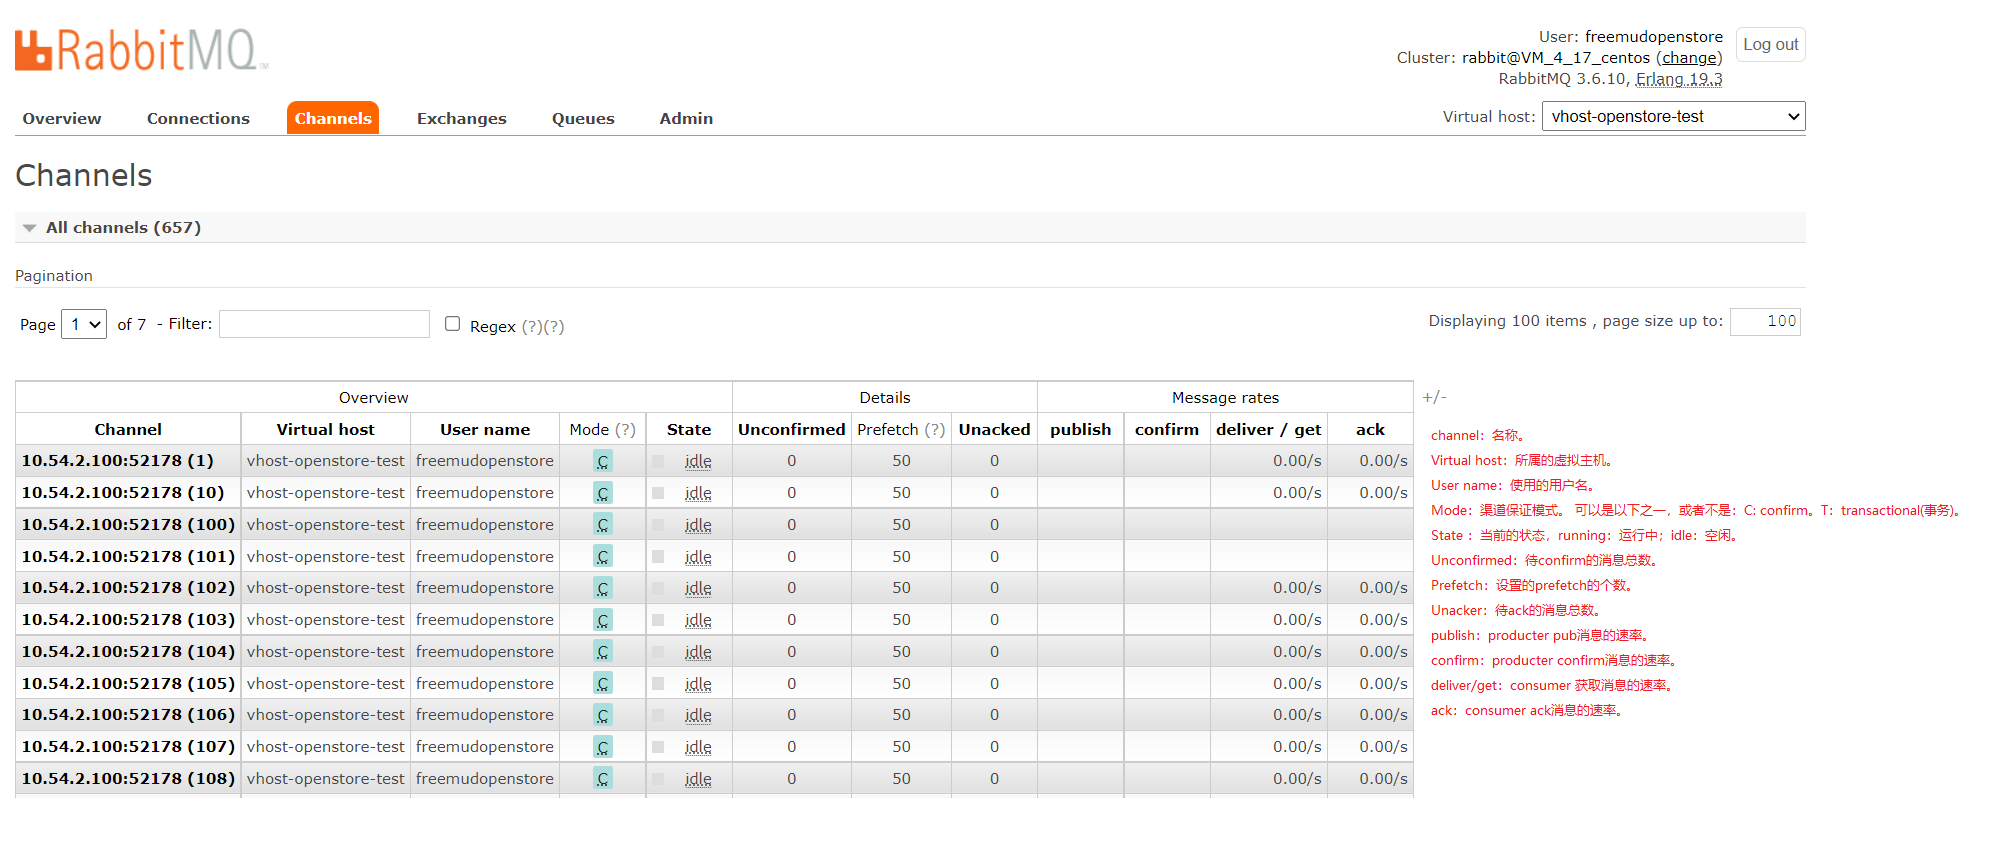 RabbitMQ™
User: freemudopenstore
Log out
Cluster: rabbit@VM_4_17_centos (change)
RabbitMQ 3.6.10, Erlang 19.3
Overview Connections Channels Exchanges Queues Admin
Virtual host: vhost-openstore-test
Channels
All channels (657)
Pagination
Page 1 of 7 - Filter: Regex (?)(?)
Displaying 100 items , page size up to: 100
Overview Details Message rates +/-
Channel Virtual host User name Mode (?) State Unconfirmed Prefetch (?) Unacked publish confirm deliver / get ack
10.54.2.100:52178 (1) vhost-openstore-test freemudopenstore C idle 0 50 0 0.00/s 0.00/s
10.54.2.100:52178 (10) vhost-openstore-test freemudopenstore C idle 0 50 0 0.00/s 0.00/s
10.54.2.100:52178 (100) vhost-openstore-test freemudopenstore C idle 0 50 0
10.54.2.100:52178 (101) vhost-openstore-test freemudopenstore C idle 0 50 0
10.54.2.100:52178 (102) vhost-openstore-test freemudopenstore C idle 0 50 0 0.00/s 0.00/s
10.54.2.100:52178 (103) vhost-openstore-test freemudopenstore C idle 0 50 0 0.00/s 0.00/s
10.54.2.100:52178 (104) vhost-openstore-test freemudopenstore C idle 0 50 0 0.00/s 0.00/s
10.54.2.100:52178 (105) vhost-openstore-test freemudopenstore C idle 0 50 0 0.00/s 0.00/s
10.54.2.100:52178 (106) vhost-openstore-test freemudopenstore C idle 0 50 0 0.00/s 0.00/s
10.54.2.100:52178 (107) vhost-openstore-test freemudopenstore C idle 0 50 0 0.00/s 0.00/s
10.54.2.100:52178 (108) vhost-openstore-test freemudopenstore C idle 0 50 0 0.00/s 0.00/s
channel：名称。
Virtual host：所属的虚拟主机。
User name：使用的用户名。
Mode：渠道保证模式。 可以是以下之一，或者不是：C: confirm。T：transactional(事务)。
State ：当前的状态，running：运行中；idle：空闲。
Unconfirmed：待confirm的消息总数。
Prefetch：设置的prefetch的个数。
Unacker：待ack的消息总数。
publish：producter pub消息的速率。
confirm：producter confirm消息的速率。
deliver/get：consumer 获取消息的速率。
ack：consumer ack消息的速率。